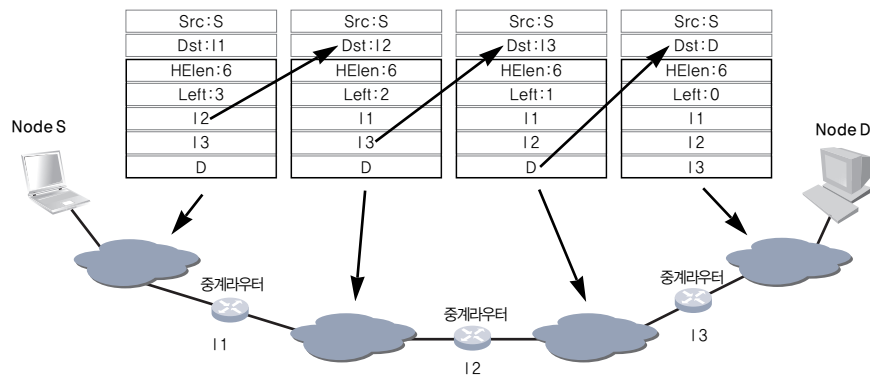 Src:S
Dst:I1
HElen:6
Left:3
I2
I3
D
Src:S
Dst:I2
HElen:6
Left:2
I1
I3
D
Src:S
Dst:I3
HElen:6
Left:1
I1
I2
D
Src:S
Dst:D
HElen:6
Left:0
I1
I2
I3
Node S
Node D
중계라우터
I1
중계라우터
I2
중계라우터
I3